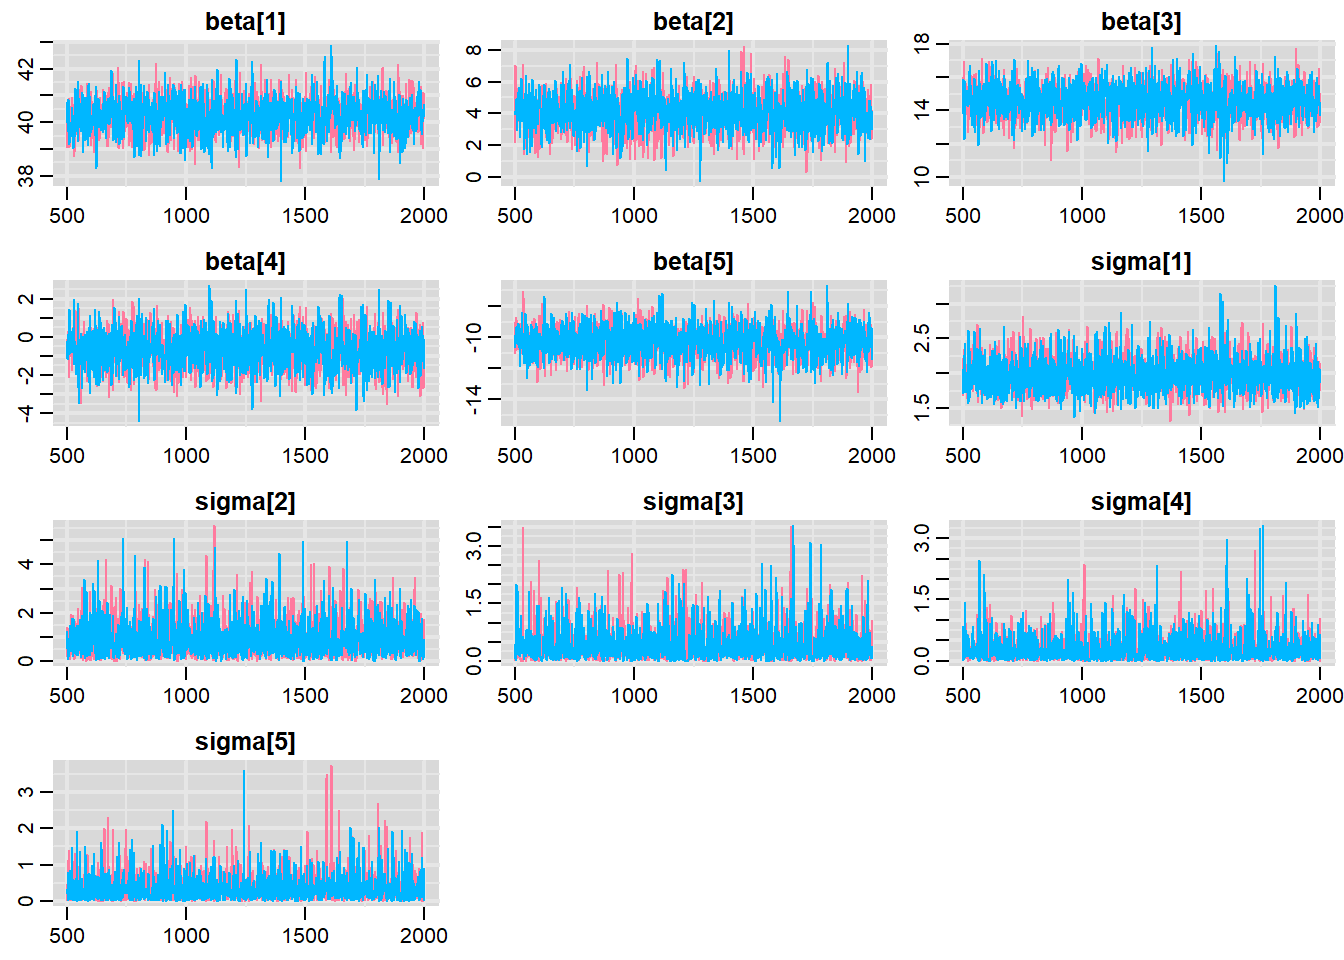 beta[1] beta[2] beta[3]
42 8 18
40 6 14
38 4 10
2
0
500 1000 1500 2000 500 1000 1500 2000 500 1000 1500 2000
beta[4] beta[5] sigma[1]
2 -10 2.5
0 -14 1.5
-2
-4
500 1000 1500 2000 500 1000 1500 2000 500 1000 1500 2000
sigma[2] sigma[3] sigma[4]
4 3.0 3.0
2 1.5 1.5
0 0.0 0.0
500 1000 1500 2000 500 1000 1500 2000 500 1000 1500 2000
sigma[5]
3
2
1
0
500 1000 1500 2000